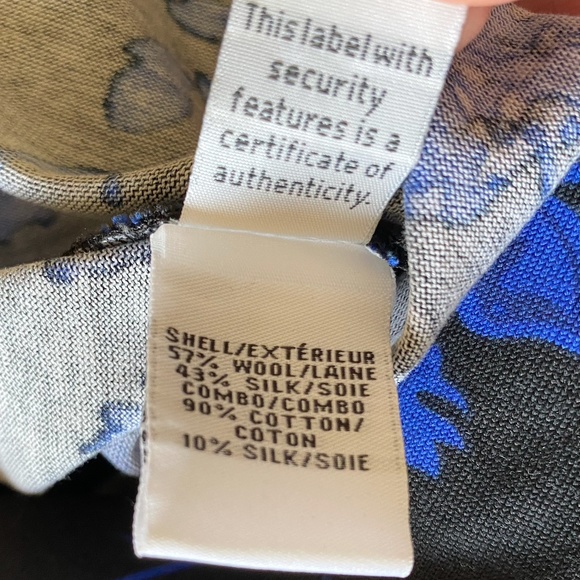 This label with
security
features is a
certificate of
authenticity.
SHELL/EXTÉRIEUR
57% WOOL/LAINE
43% SILK/SOIE
COMBO/COMBO
90% COTTON/
COTON
10% SILK/SOIE